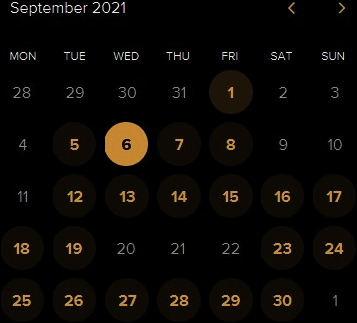 September 2021
MON TUE WED THU FRI SAT SUN
28 29 30 31 1 2 3
4 5 6 7 8 9 10
11 12 13 14 15 16 17
18 19 20 21 22 23 24
25 26 27 28 29 30 1